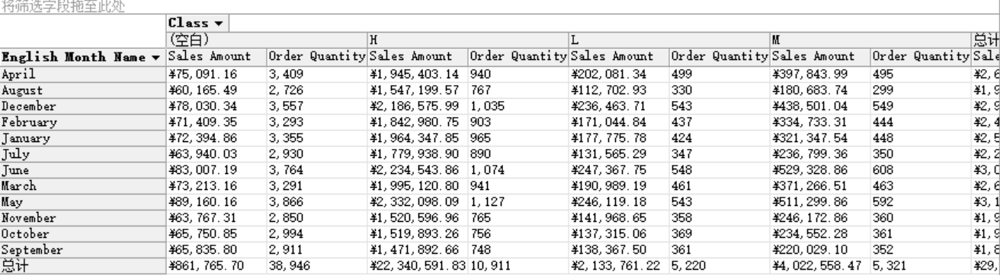 将筛选字段拖至此处
Class
(空白) H L M 总计
English Month Name Sales Amount Order Quantity Sales Amount Order Quantity Sales Amount Order Quantity Sales Amount Order Quantity Sale
April ¥75,091.16 3,409 ¥1,945,403.14 940 ¥202,081.34 499 ¥397,843.99 495 ¥2,6
August ¥60,165.49 2,726 ¥1,547,199.57 767 ¥112,702.93 330 ¥180,683.74 299 ¥1,9
December ¥78,030.34 3,557 ¥2,186,575.99 1,035 ¥236,463.71 543 ¥438,501.04 549 ¥2,9
February ¥71,409.35 3,293 ¥1,842,980.75 903 ¥171,044.84 437 ¥334,733.31 444 ¥2,4
January ¥72,394.86 3,355 ¥1,964,347.85 965 ¥177,775.78 424 ¥321,347.54 448 ¥2,5
July ¥63,940.03 2,930 ¥1,779,938.90 890 ¥131,565.29 347 ¥236,799.36 350 ¥2,2
June ¥83,007.19 3,764 ¥2,234,543.86 1,074 ¥247,367.75 548 ¥529,328.86 608 ¥3,0
March ¥73,213.16 3,291 ¥1,995,120.80 941 ¥190,989.19 461 ¥371,266.51 463 ¥2,6
May ¥89,160.16 3,866 ¥2,332,098.09 1,127 ¥246,119.18 543 ¥511,299.86 592 ¥3,1
November ¥63,767.31 2,850 ¥1,520,596.96 765 ¥141,968.65 358 ¥246,172.86 360 ¥1,9
October ¥65,750.85 2,994 ¥1,519,893.26 756 ¥137,315.06 369 ¥234,552.28 361 ¥1,9
September ¥65,835.80 2,911 ¥1,471,892.66 748 ¥138,367.50 361 ¥220,029.10 352 ¥1,8
总计 ¥861,765.70 38,946 ¥22,340,591.83 10,911 ¥2,133,761.22 5,220 ¥4,022,558.47 5,321 ¥29,